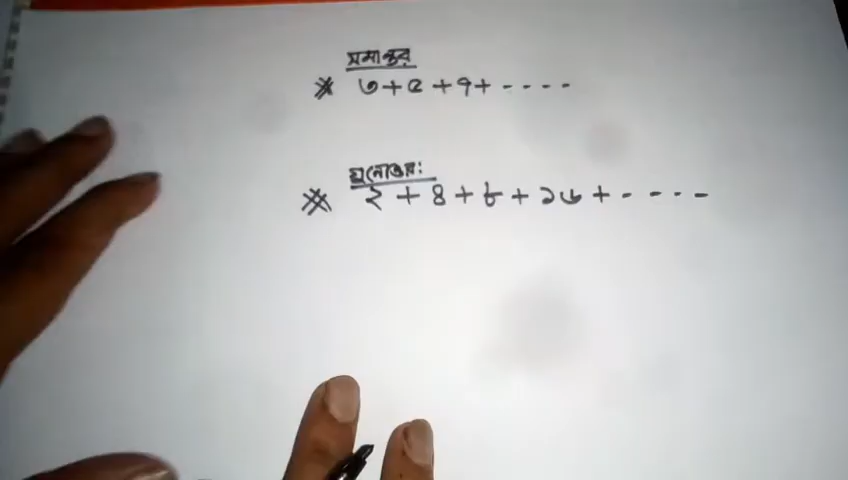 সমান্তর
* ৩+৫+৭+ ----
গুনোত্তর:
* ২ + ৪ + ৮ + ১৬ + ----